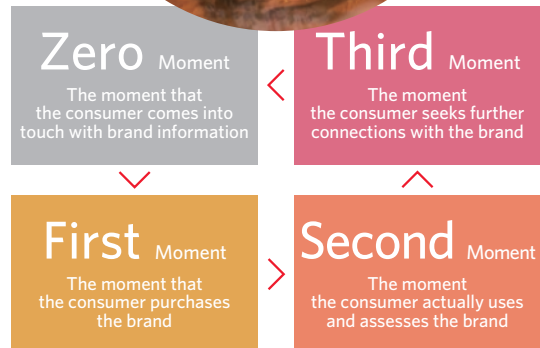 Zero Moment
The moment that
the consumer comes into
touch with brand information
Third Moment
The moment
the consumer seeks further
connections with the brand
First Moment
The moment that
the consumer purchases
the brand
Second Moment
The moment
the consumer actually uses
and assesses the brand